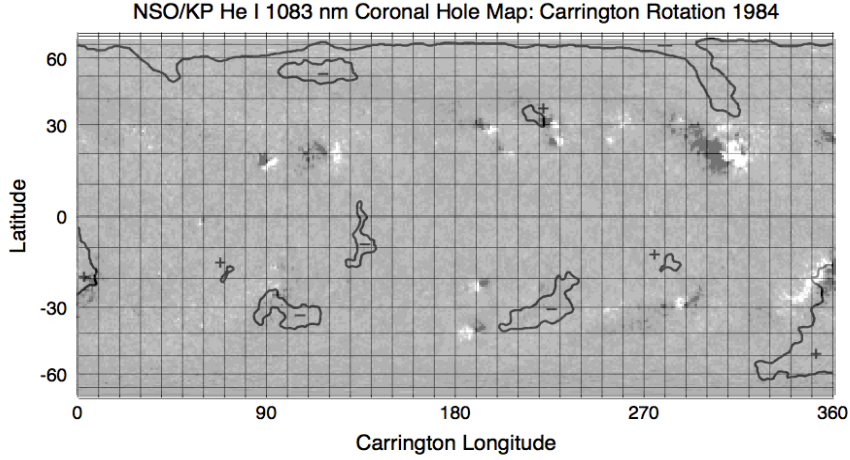 NSO/KP He I 1083 nm Coronal Hole Map: Carrington Rotation 1984
60
30
0
-30
-60
Latitude
0 90 180 270 360
Carrington Longitude